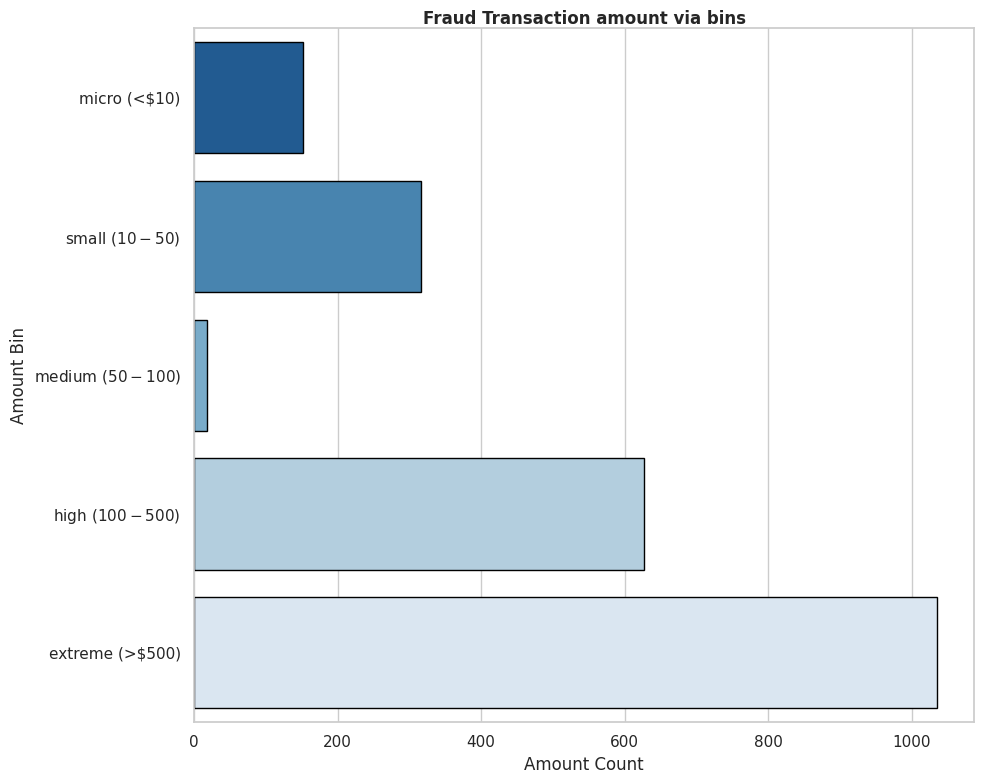 Fraud Transaction amount via bins
micro (<$10)
small (10 − 50)
medium (50 − 100)
high (100 − 500)
extreme (>$500)
Amount Bin
0 200 400 600 800 1000
Amount Count